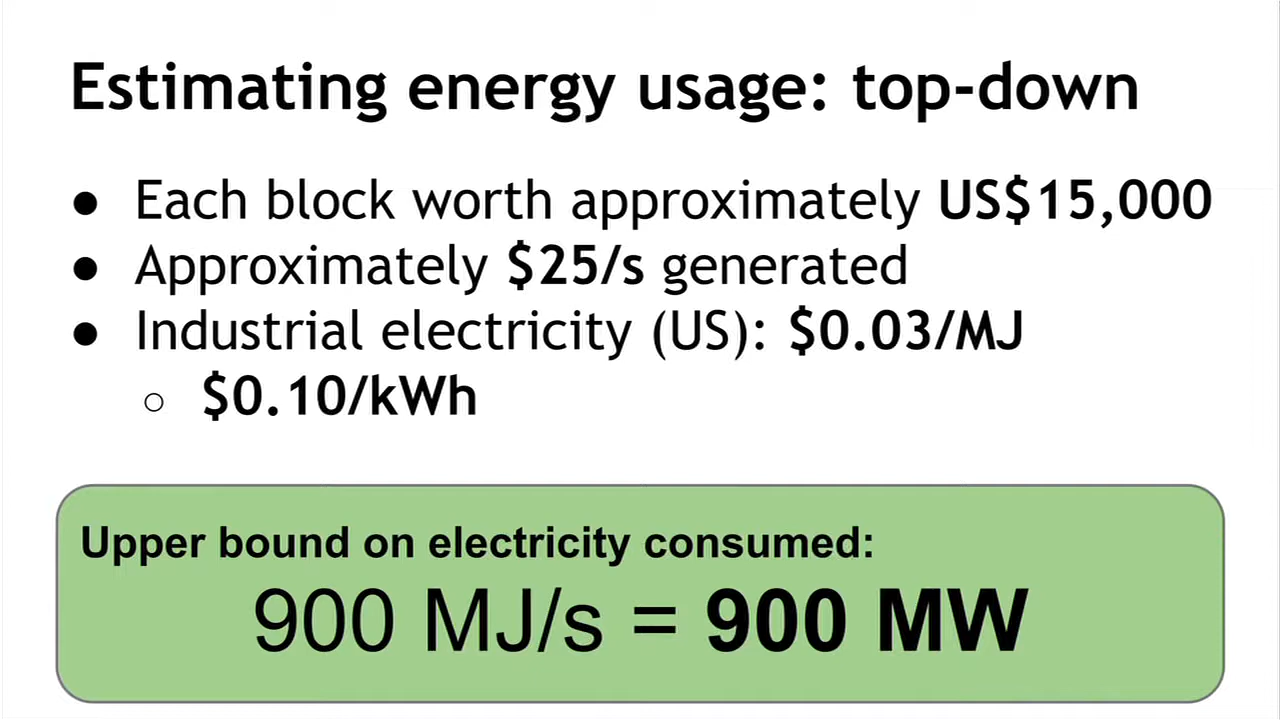 Estimating energy usage: top-down
● Each block worth approximately US$15,000
● Approximately $25/s generated
● Industrial electricity (US): $0.03/MJ
○ $0.10/kWh
Upper bound on electricity consumed:
900 MJ/s = 900 MW